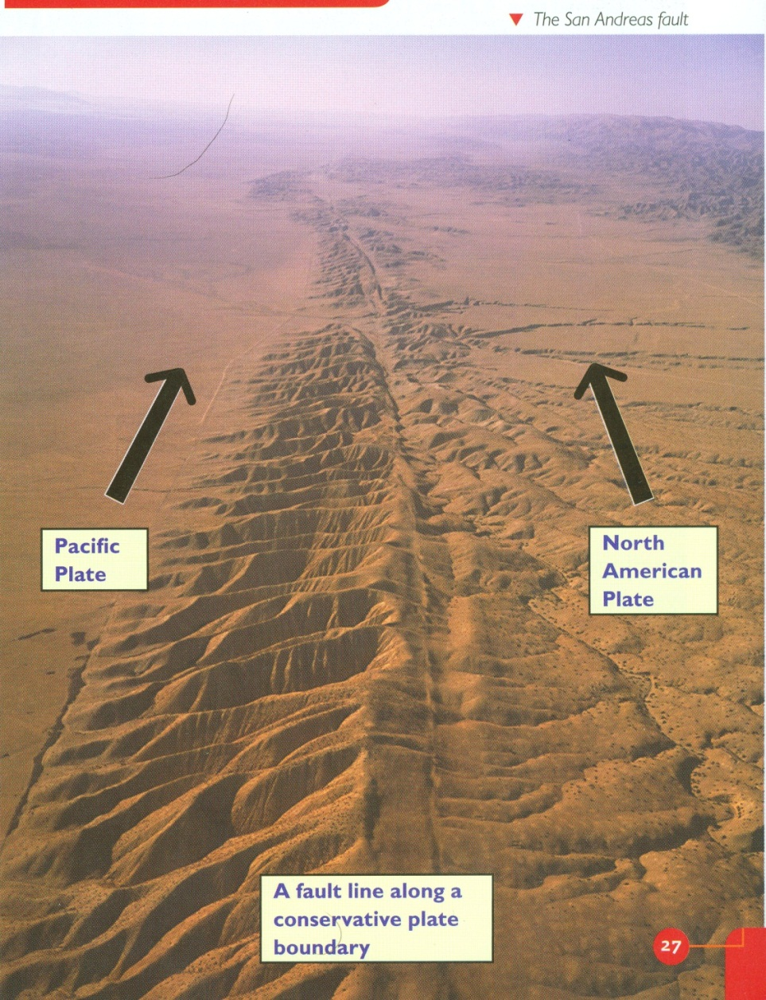 The San Andreas fault
Pacific
Plate
North
American
Plate
A fault line along a
conservative plate
boundary
27